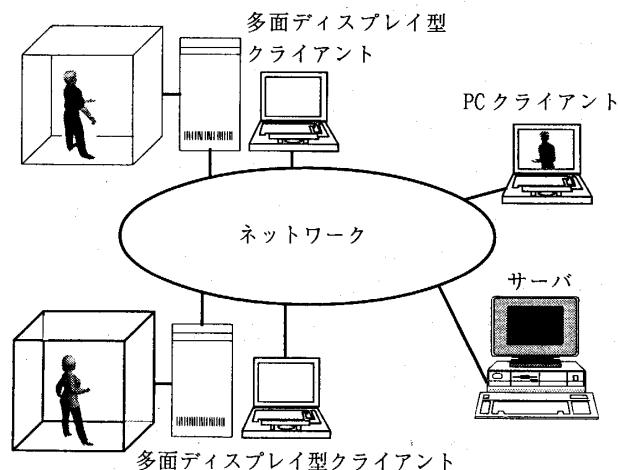 多面ディスプレイ型
クライアント
PCクライアント
ネットワーク
サーバ
多面ディスプレイ型クライアント